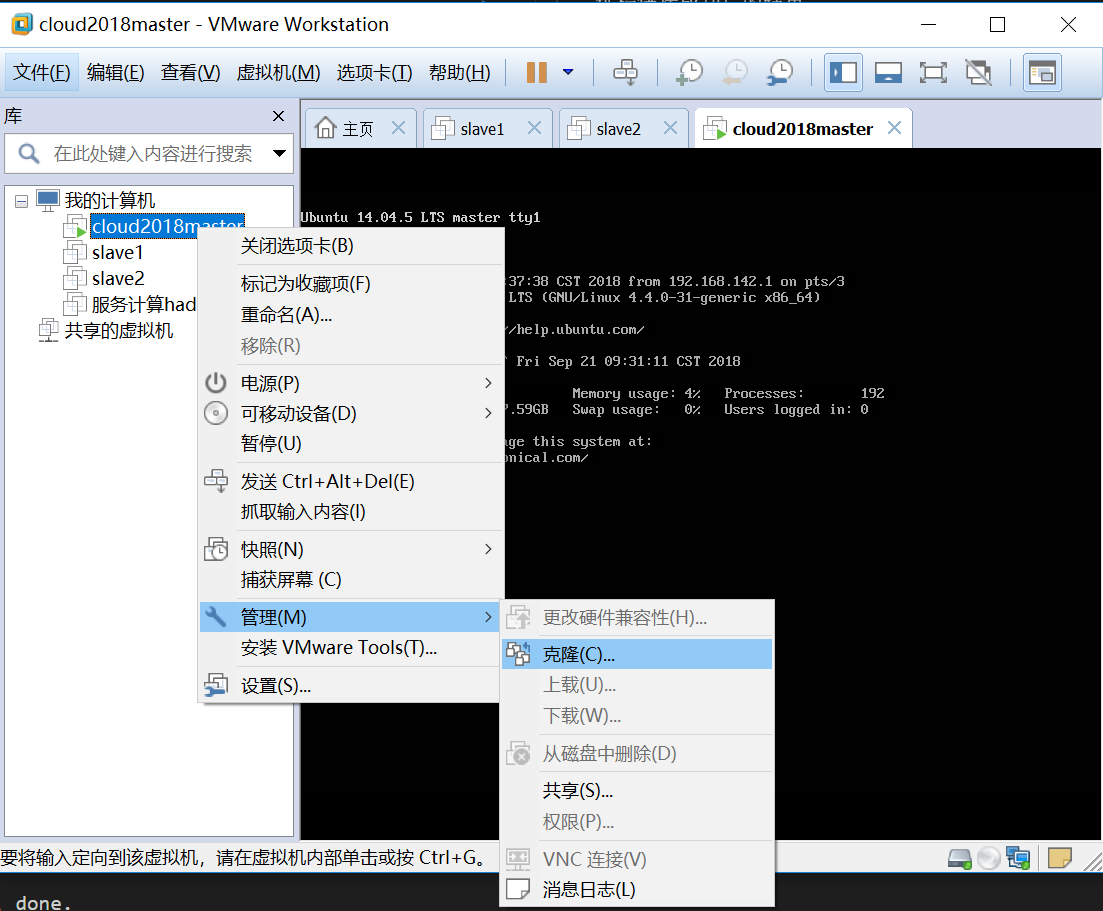 cloud2018master - VMware Workstation
文件(F) 编辑(E) 查看(V) 虚拟机(M) 选项卡(T) 帮助(H)
库
主页 slave1 slave2 cloud2018master
在此处键入内容进行搜索
我的计算机
cloud2018master
slave1
slave2
服务计算had
共享的虚拟机
Ubuntu 14.04.5 LTS master tty1
:37:38 CST 2018 from 192.168.142.1 on pts/3
LTS (GNU/Linux 4.4.0-31-generic x86_64)
//help.ubuntu.com/
Fri Sep 21 09:31:11 CST 2018
Memory usage: 4% Processes: 192
.59GB Swap usage: 0% Users logged in: 0
this system at:
.com/
关闭选项卡(B)
标记为收藏项(F)
重命名(A)...
移除(R)
电源(P)
可移动设备(D)
暂停(U)
发送 Ctrl+Alt+Del(E)
抓取输入内容(I)
快照(N)
捕获屏幕 (C)
管理(M)
安装 VMware Tools(T)...
设置(S)...
更改硬件兼容性(H)...
克隆(C)...
上载(U)...
下载(W)...
从磁盘中删除(D)
共享(S)...
权限(P)...
VNC 连接(V)
消息日志(L)
要将输入定向到该虚拟机，请在虚拟机内部单击或按 Ctrl+G。
done.